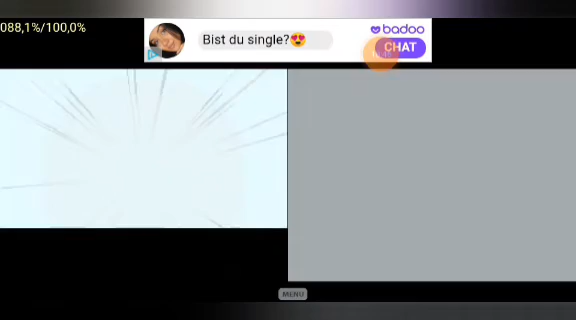 088,1%/100,0%
Bist du single?😍
badoo
CHAT
MENU